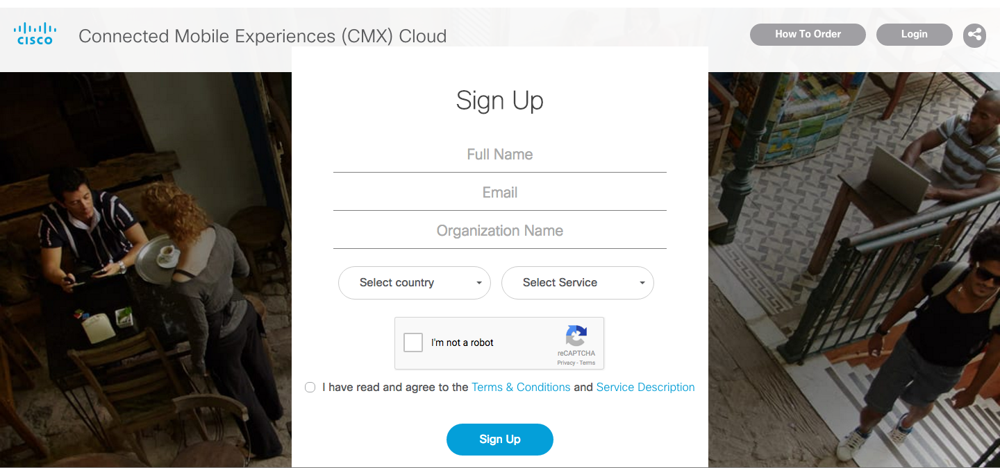 CISCO
Connected Mobile Experiences (CMX) Cloud
How To Order
Login
Sign Up
Full Name
Email
Organization Name
Select country
Select Service
I'm not a robot
reCAPTCHA
Privacy - Terms
I have read and agree to the Terms & Conditions and Service Description
Sign Up